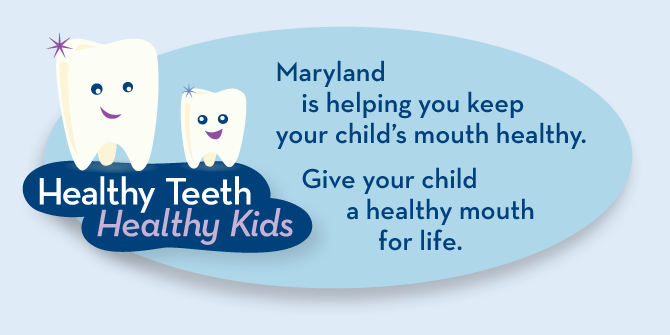 Healthy Teeth
Healthy Kids
Maryland
is helping you keep
your child's mouth healthy.
Give your child
a healthy mouth
for life.